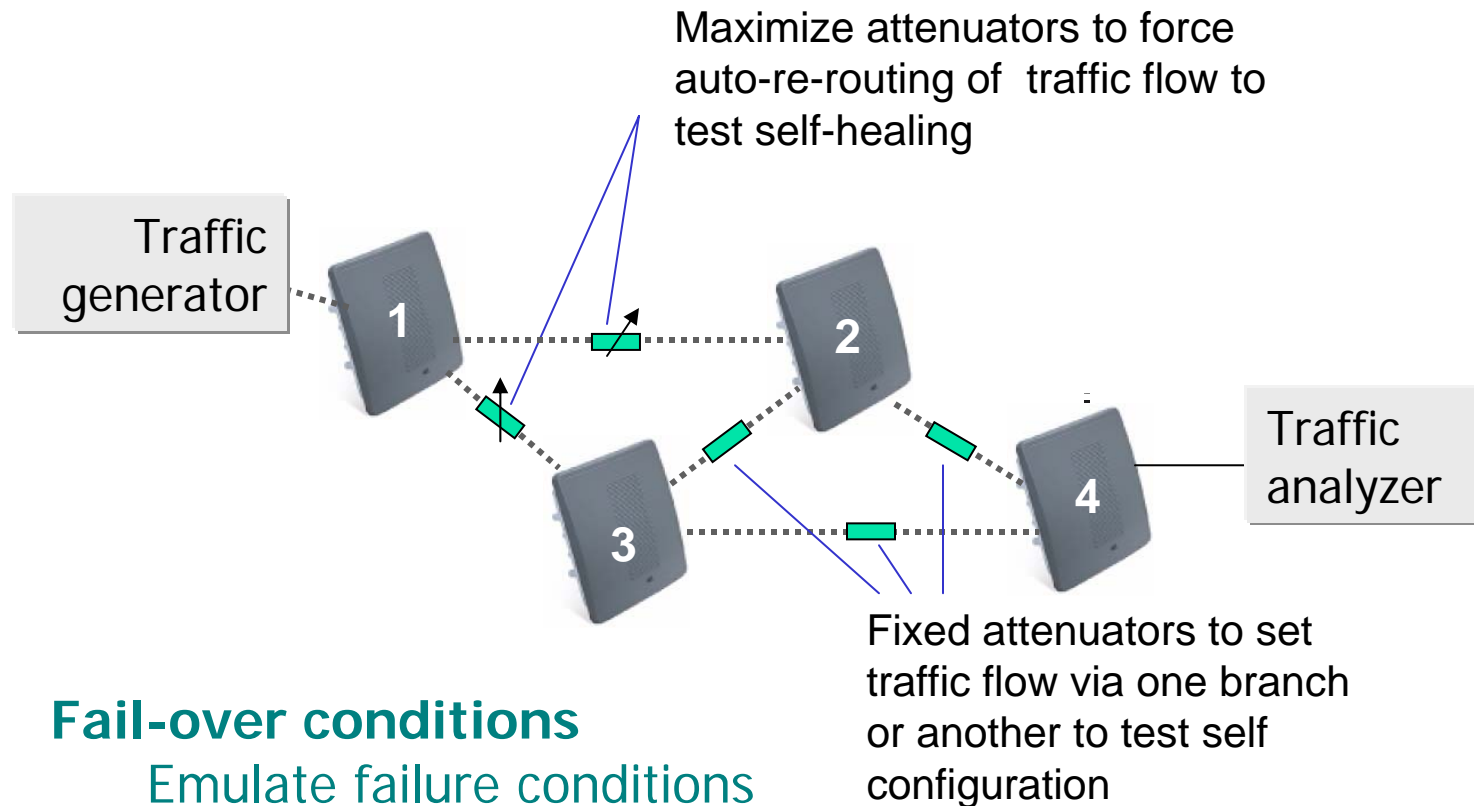 Maximize attenuators to force
auto-re-routing of traffic flow to
test self-healing
Traffic
generator
1
2
3
4
Traffic
analyzer
Fixed attenuators to set
traffic flow via one branch
or another to test self
configuration
Fail-over conditions
Emulate failure conditions